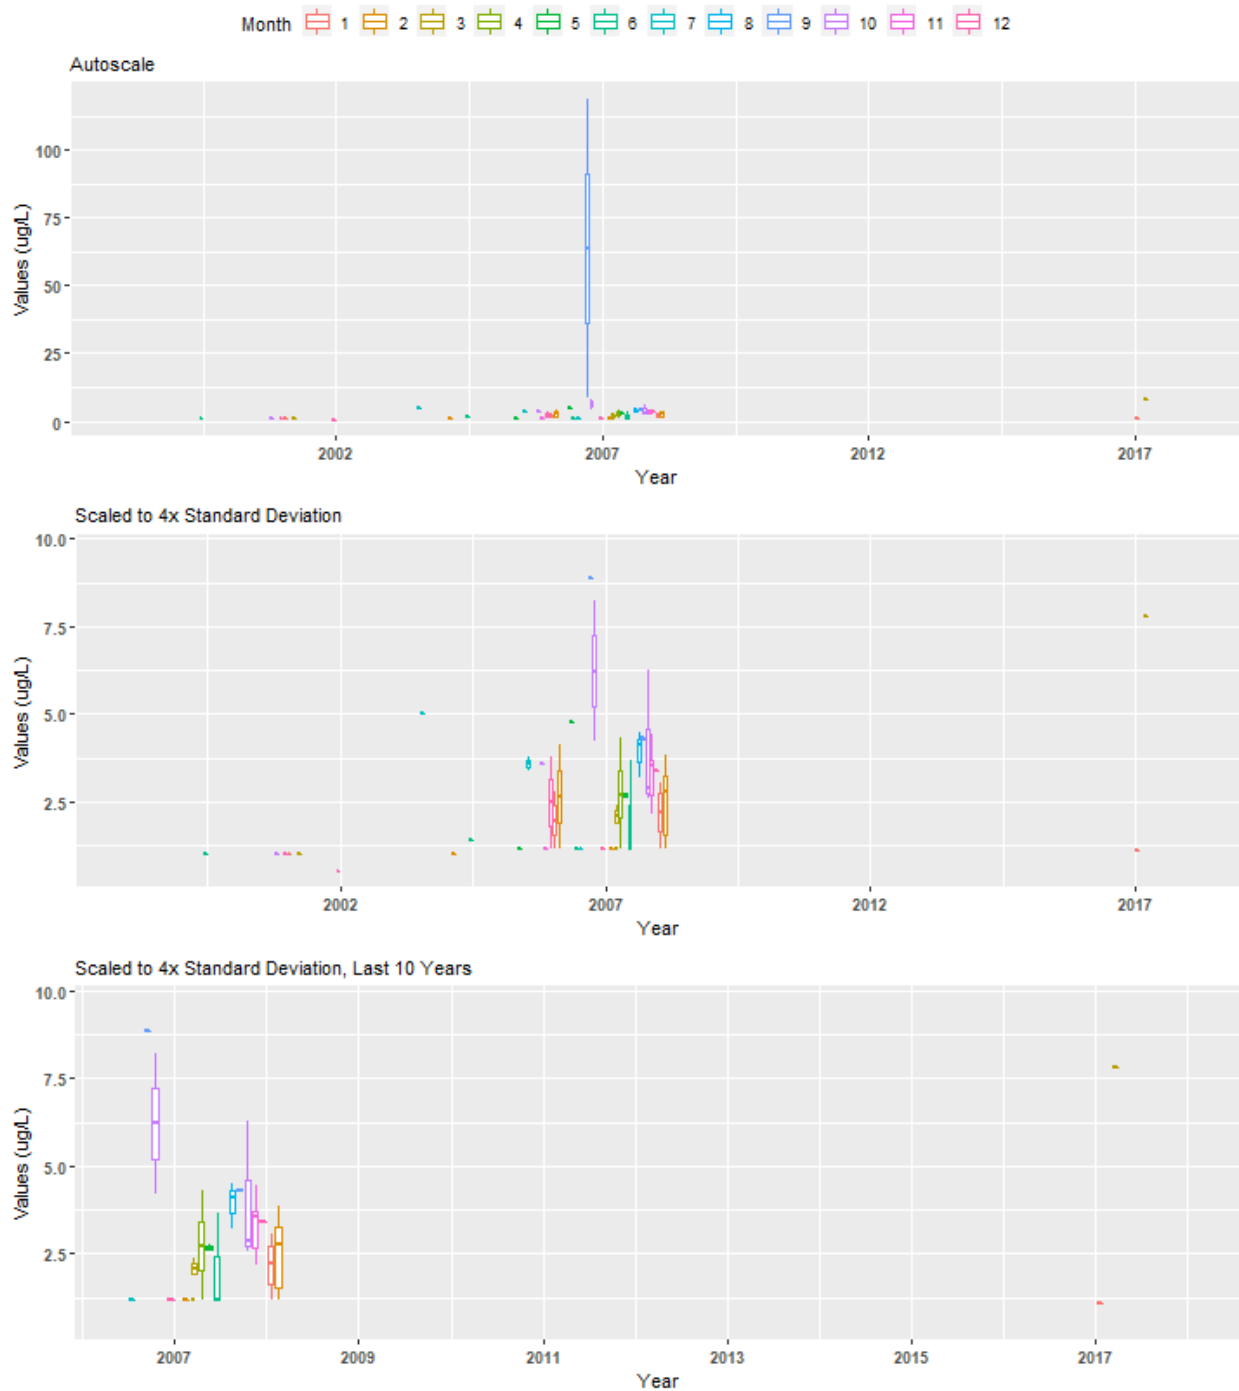 Month 1 2 3 4 5 6 7 8 9 10 11 12
Autoscale
100
75
50
25
0
Values (ug/L)
2002 2007 2012 2017
Year
Scaled to 4x Standard Deviation
10.0
7.5
5.0
2.5
Values (ug/L)
2002 2007 2012 2017
Year
Scaled to 4x Standard Deviation, Last 10 Years
10.0
7.5
5.0
2.5
Values (ug/L)
2007 2009 2011 2013 2015 2017
Year